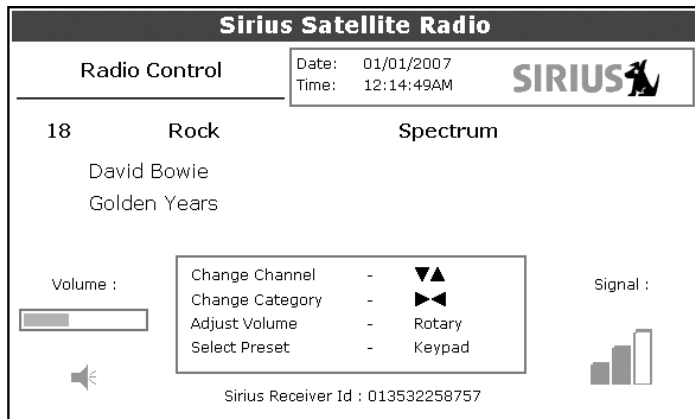 Sirius Satellite Radio
Radio Control
Date: 01/01/2007
Time: 12:14:49AM
SIRIUS
18 Rock Spectrum
David Bowie
Golden Years
Volume :
Change Channel - ▼▲
Change Category - ►◄
Adjust Volume - Rotary
Select Preset - Keypad
Signal :
Sirius Receiver Id : 013532258757